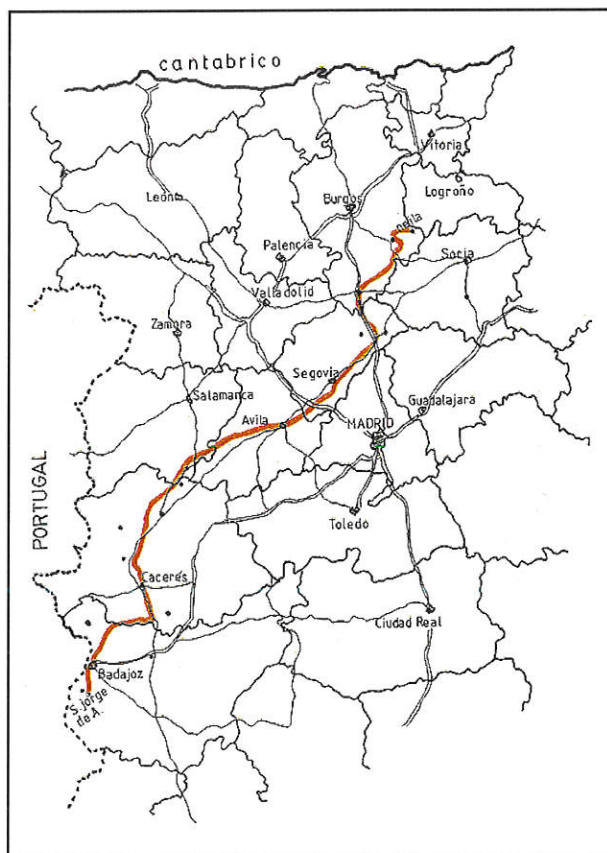 cantabrico
Vitoria
León
Burgos
Logroño
neila
Palencia
Soria
Valladolid
Zamora
Segovia
Salamanca
Guadalajara
Avila
MADRID
PORTUGAL
Toledo
Caceres
Ciudad Real
Badajoz
S. jorge
de A.